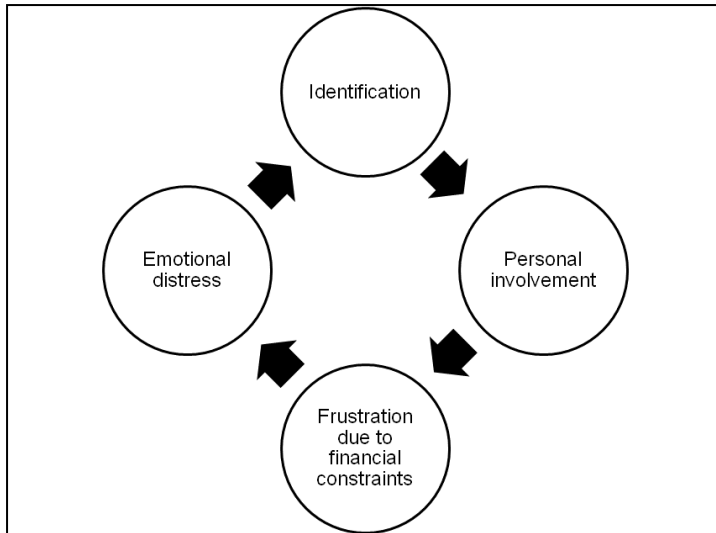 Identification
Personal
involvement
Frustration
due to
financial
constraints
Emotional
distress